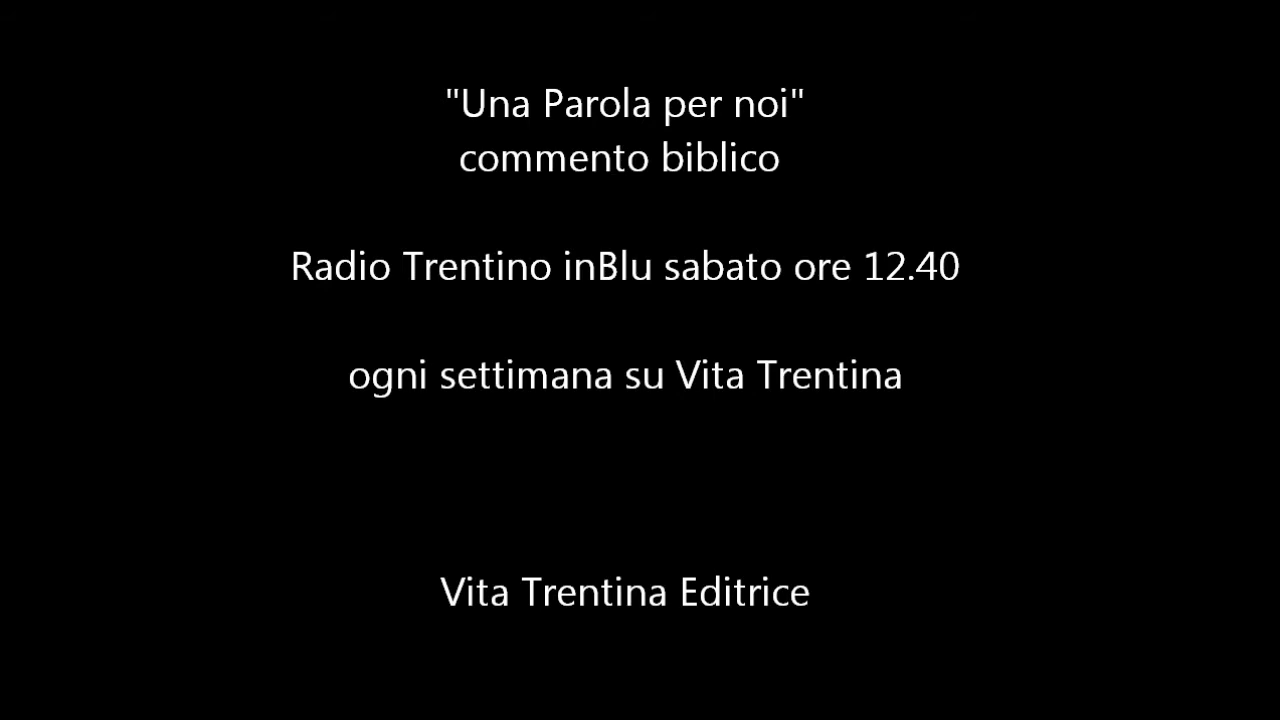 "Una Parola per noi"
commento biblico
Radio Trentino inBlu sabato ore 12.40
ogni settimana su Vita Trentina
Vita Trentina Editrice